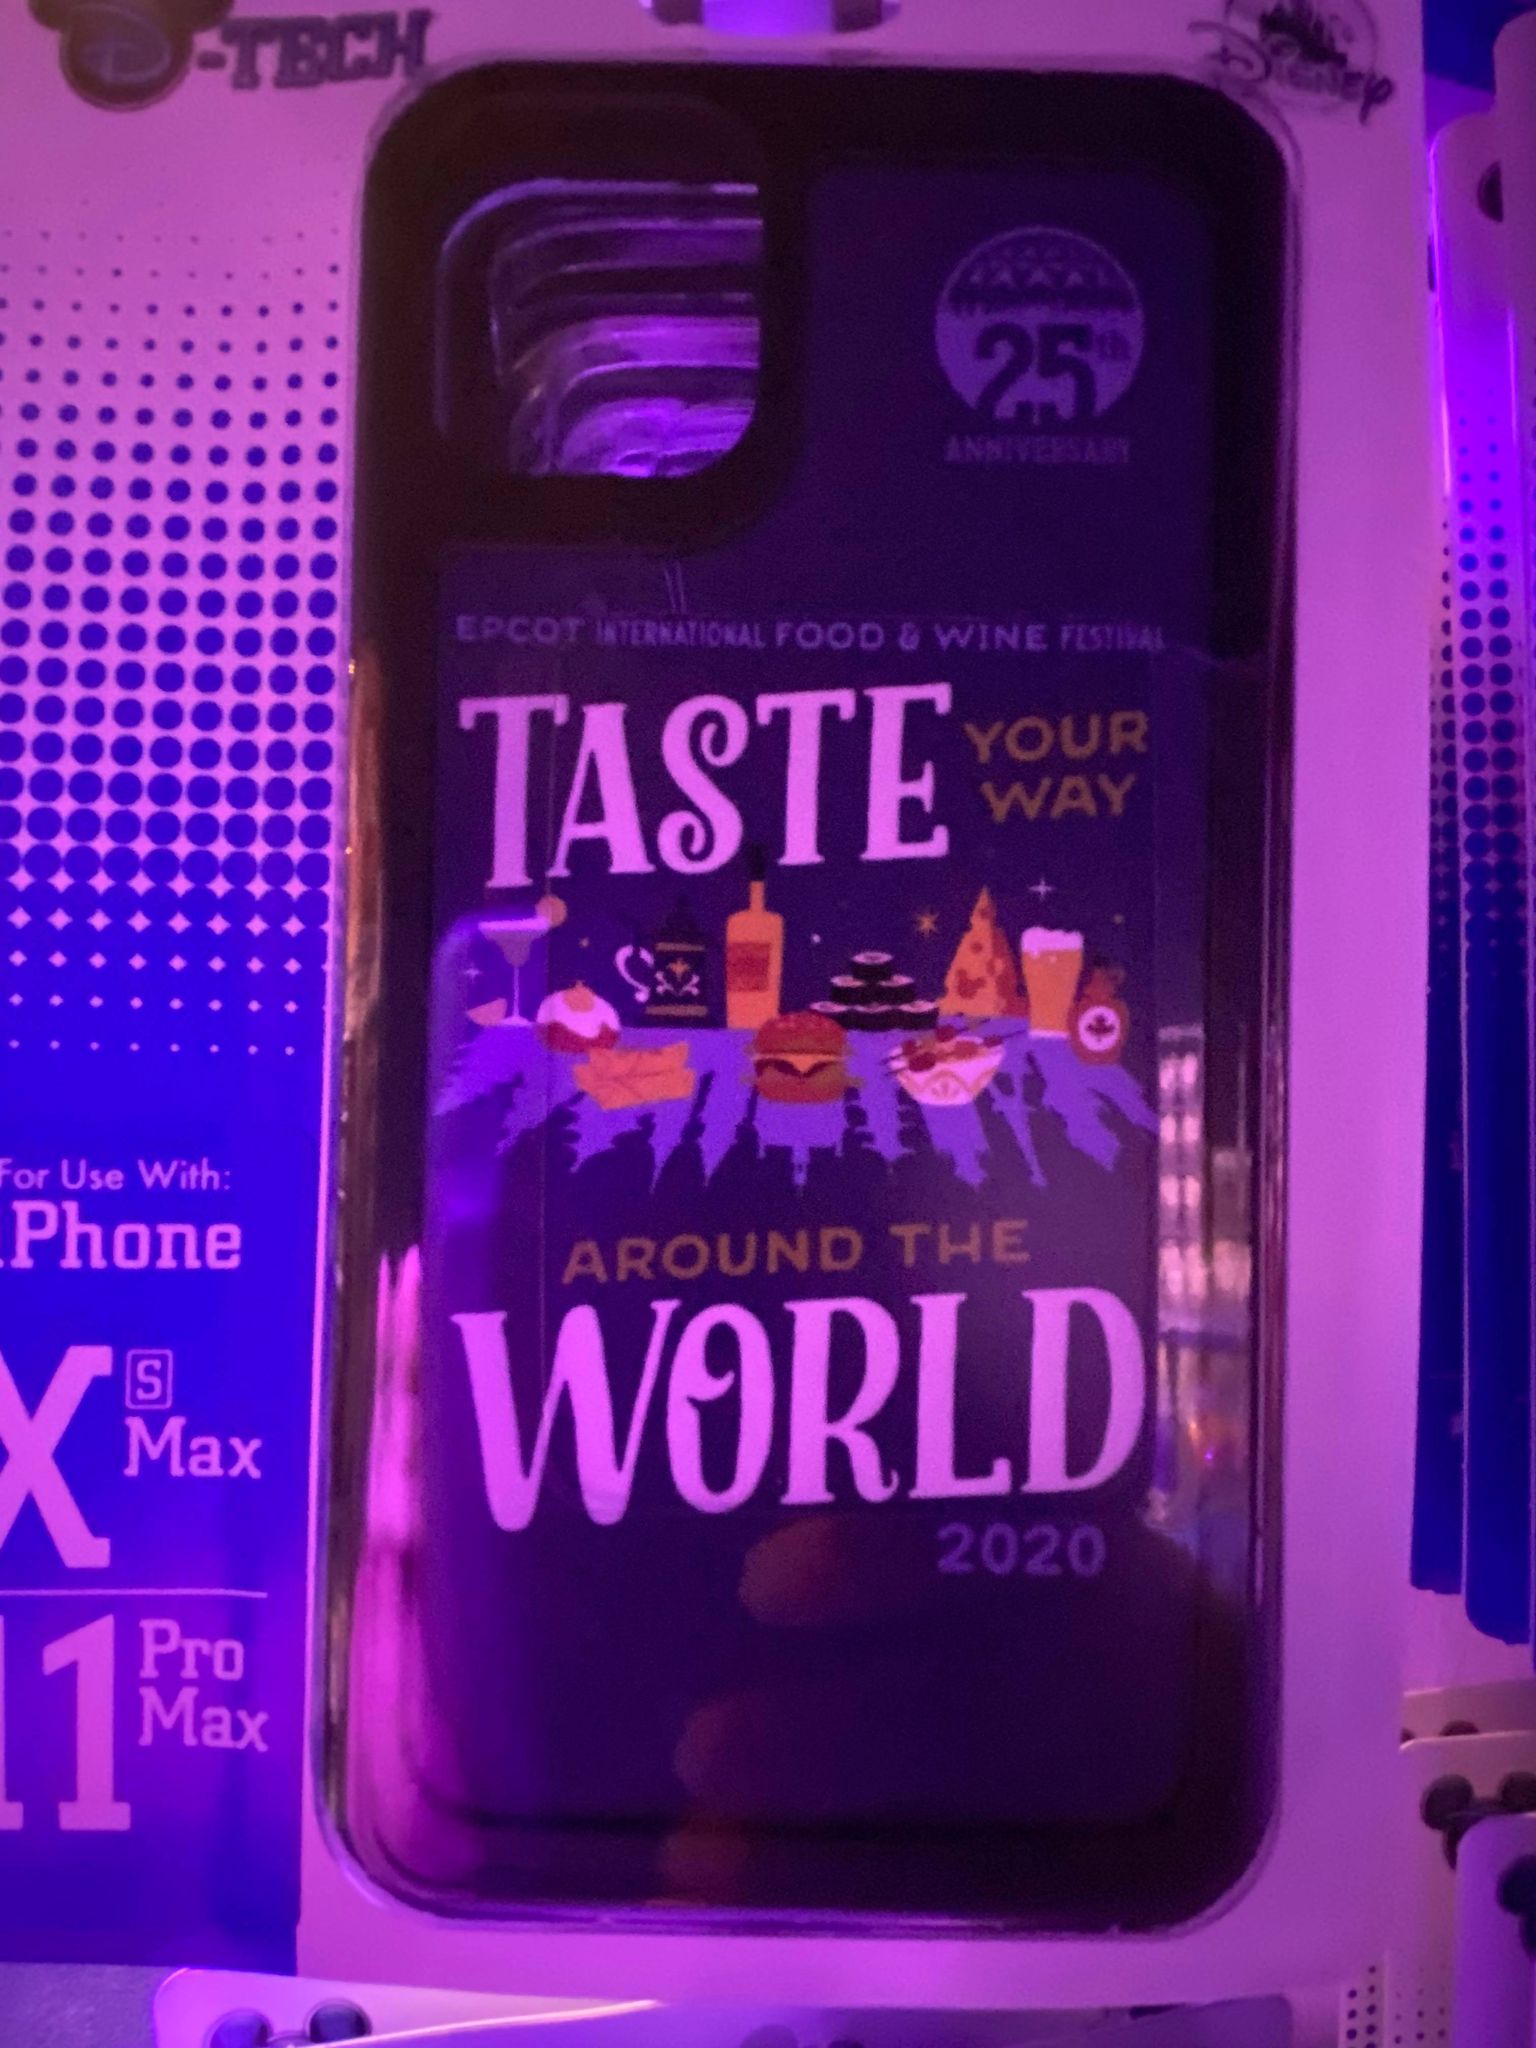 D-TECH
Disney
25th
ANNIVERSARY
EPCOT INTERNATIONAL FOOD & WINE FESTIVAL
TASTE YOUR
WAY
AROUND THE
WORLD
2020
For Use With:
iPhone
X S
Max
11 Pro
Max